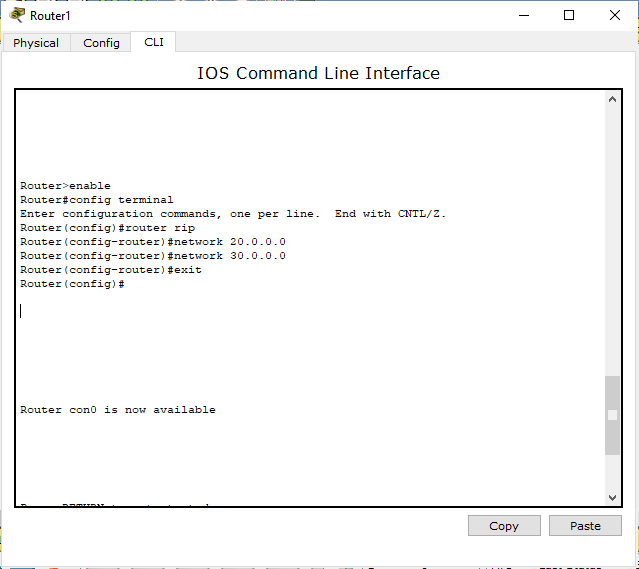 Router1
Physical Config CLI
IOS Command Line Interface
Router>enable
Router#config terminal
Enter configuration commands, one per line.  End with CNTL/Z.
Router(config)#router rip
Router(config-router)#network 20.0.0.0
Router(config-router)#network 30.0.0.0
Router(config-router)#exit
Router(config)#
Router con0 is now available
Copy Paste